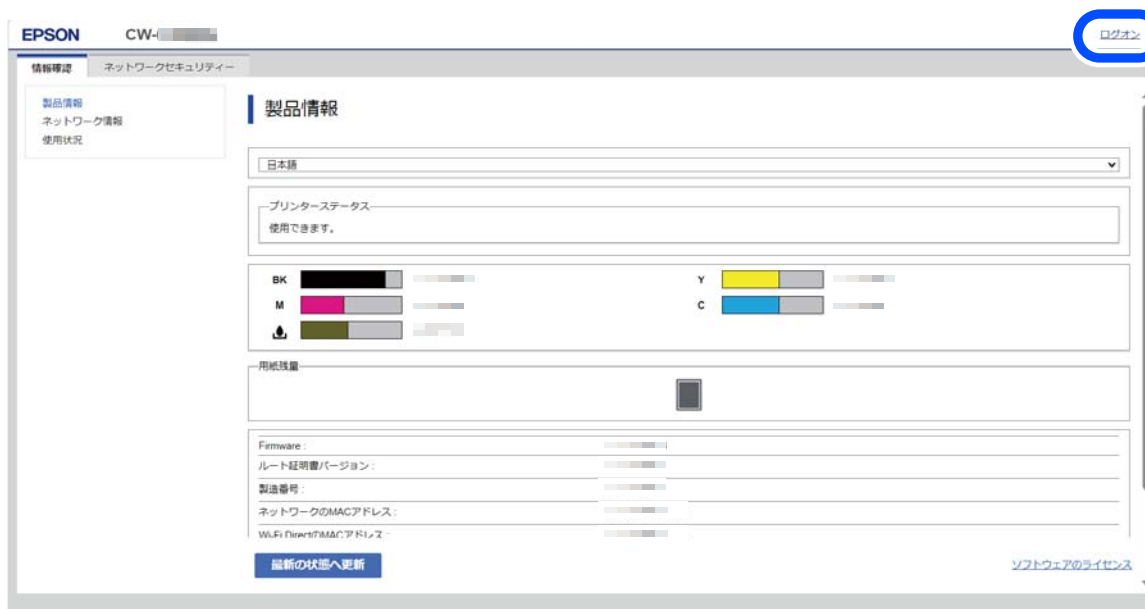 EPSON CW-
ログオン
情報確認 ネットワークセキュリティー
製品情報
ネットワーク情報
使用状況
製品情報
日本語
プリンターステータス
使用できます。
BK Y
M C
用紙残量
Firmware :
ルート証明書バージョン :
製造番号 :
ネットワークのMACアドレス :
Wi-Fi DirectのMACアドレス :
最新の状態へ更新
ソフトウェアのライセンス